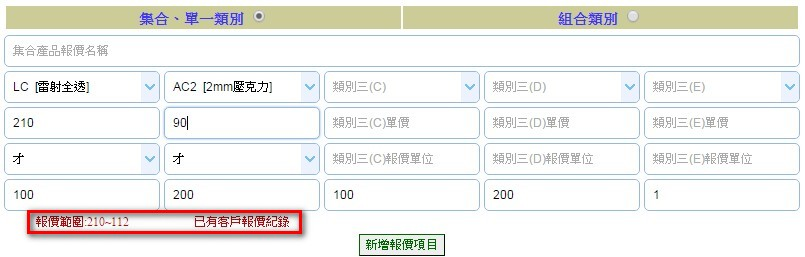 集合、單一類別 組合類別
集合產品報價名稱
LC [雷射全透] AC2 [2mm壓克力] 類別三(C) 類別三(D) 類別三(E)
210 90 類別三(C)單價 類別三(D)單價 類別三(E)單價
才 才 類別三(C)報價單位 類別三(D)報價單位 類別三(E)報價單位
100 200 100 200 1
報價範圍:210~112 已有客戶報價紀錄
新增報價項目